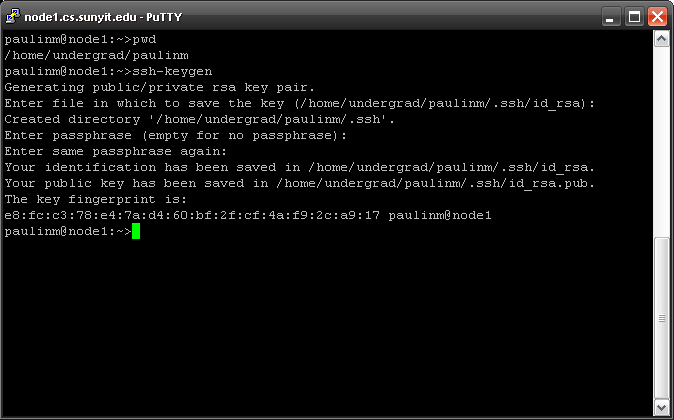 node1.cs.sunyit.edu - PuTTY
paulinm@node1:~>pwd
/home/undergrad/paulinm
paulinm@node1:~>ssh-keygen
Generating public/private rsa key pair.
Enter file in which to save the key (/home/undergrad/paulinm/.ssh/id_rsa):
Created directory '/home/undergrad/paulinm/.ssh'.
Enter passphrase (empty for no passphrase):
Enter same passphrase again:
Your identification has been saved in /home/undergrad/paulinm/.ssh/id_rsa.
Your public key has been saved in /home/undergrad/paulinm/.ssh/id_rsa.pub.
The key fingerprint is:
e8:fc:c3:78:e4:7a:d4:60:bf:2f:cf:4a:f9:2c:a9:17 paulinm@node1
paulinm@node1:~>